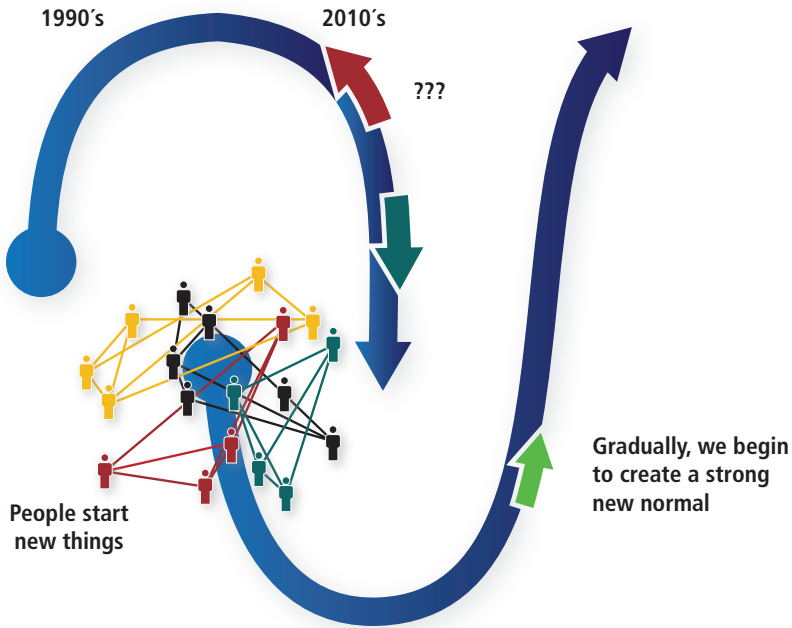 1990´s
2010´s
???
People start
new things
Gradually, we begin
to create a strong
new normal